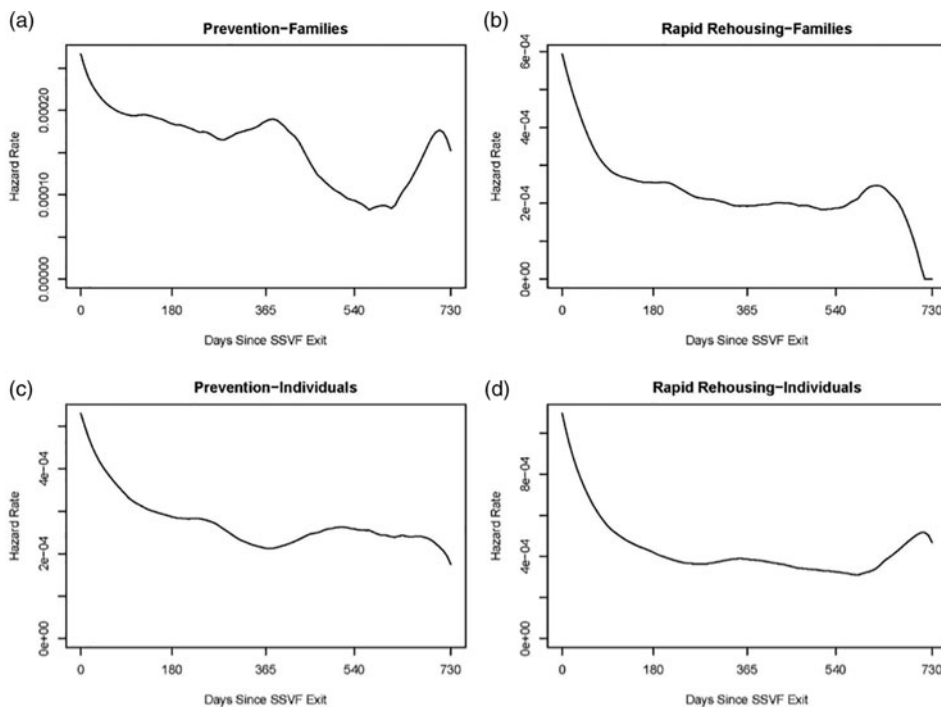 (a)
Prevention−Families
0.00020
0.00010
0.00000
Hazard Rate
0 180 365 540 730
Days Since SSVF Exit
(b)
Rapid Rehousing−Families
6e−04
4e−04
2e−04
0e+00
Hazard Rate
0 180 365 540 730
Days Since SSVF Exit
(c)
Prevention−Individuals
4e−04
2e−04
0e+00
Hazard Rate
0 180 365 540 730
Days Since SSVF Exit
(d)
Rapid Rehousing−Individuals
8e−04
4e−04
0e+00
Hazard Rate
0 180 365 540 730
Days Since SSVF Exit